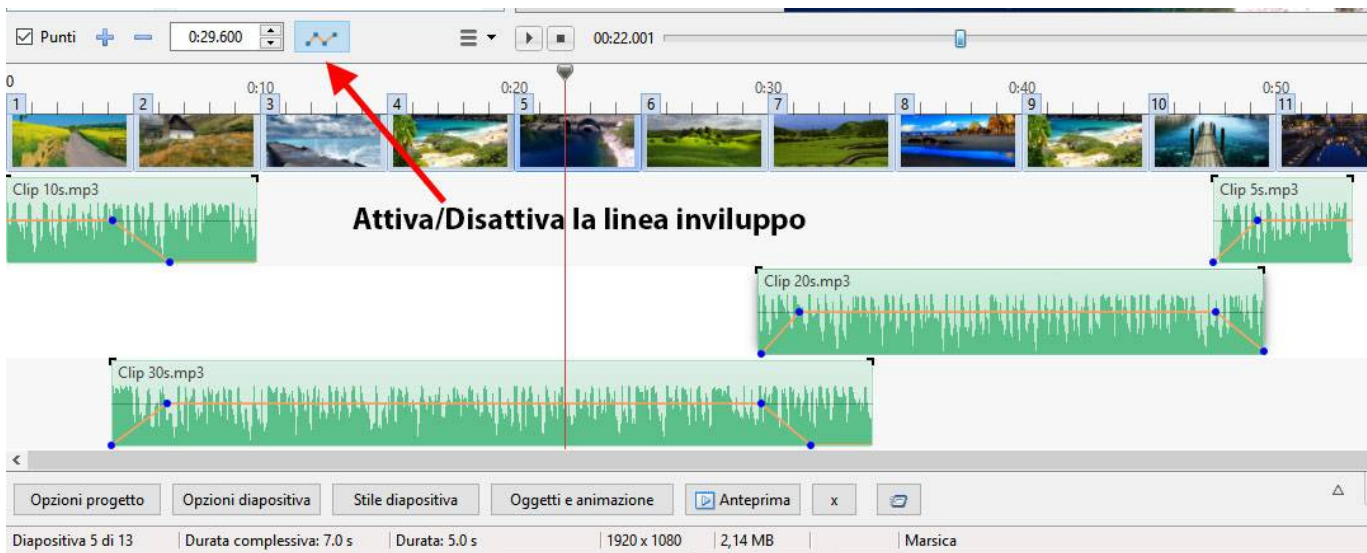 Punti 0:29.600 00:22.001
0 0:10 0:20 0:30 0:40 0:50
1 2 3 4 5 6 7 8 9 10 11
Clip 10s.mp3 Clip 5s.mp3
Attiva/Disattiva la linea inviluppo
Clip 20s.mp3
Clip 30s.mp3
Opzioni progetto Opzioni diapositiva Stile diapositiva Oggetti e animazione Anteprima x
Diapositiva 5 di 13 Durata complessiva: 7.0 s Durata: 5.0 s 1920 x 1080 2,14 MB Marsica